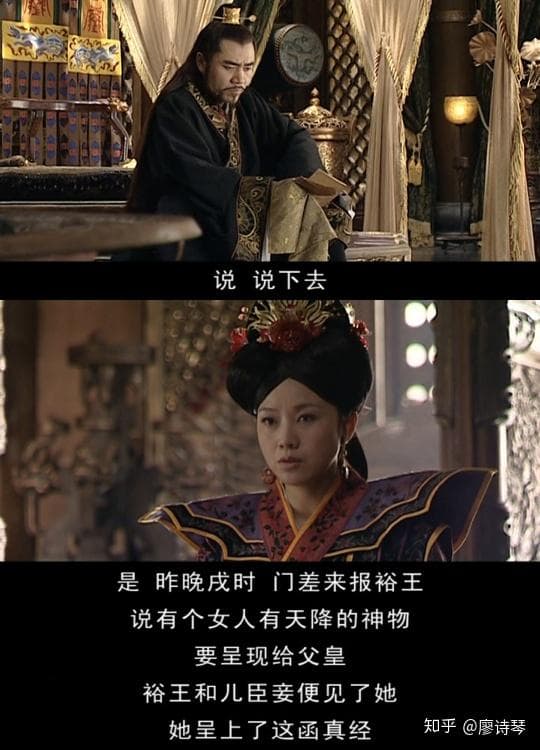 说 说下去
是 昨晚戌时 门差来报裕王
说有个女人有天降的神物
要呈现给父皇
裕王和儿臣妾便见了她
她呈上了这函真经
知乎 @廖诗琴